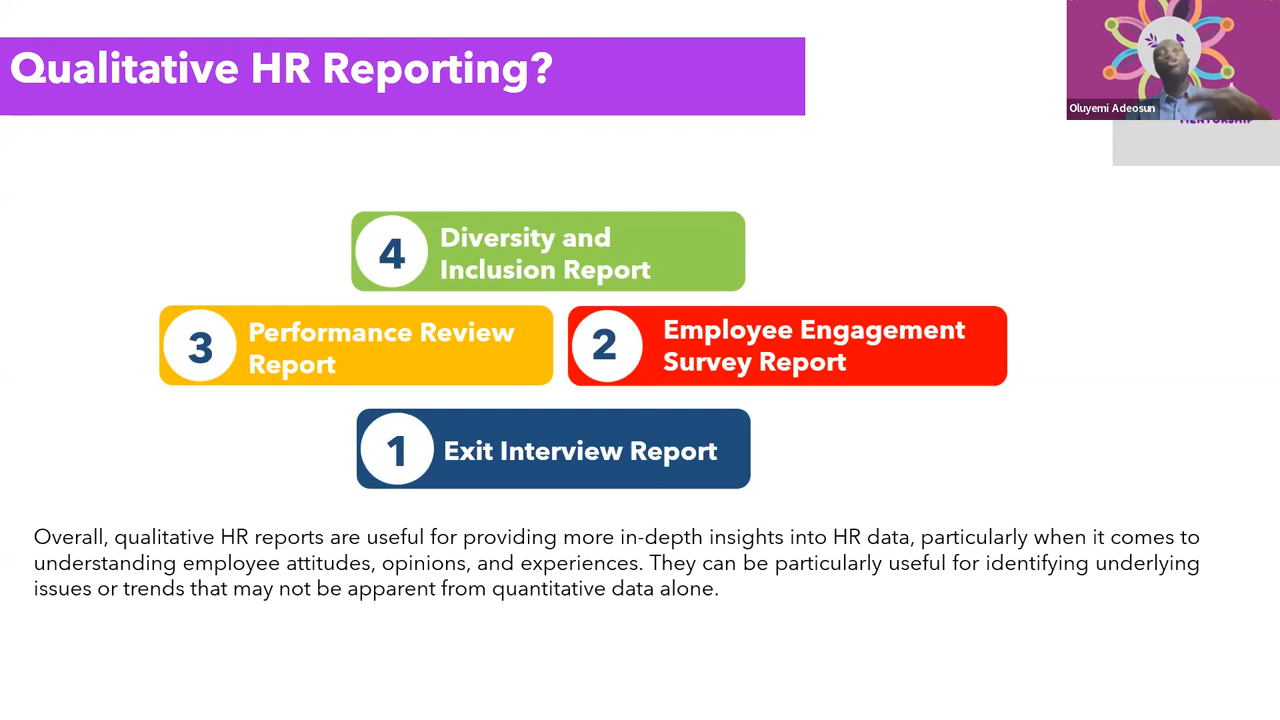 Qualitative HR Reporting?
Oluyemi Adeosun
MENTORSHIP
4
Diversity and
Inclusion Report
3
Performance Review
Report
2
Employee Engagement
Survey Report
1
Exit Interview Report
Overall, qualitative HR reports are useful for providing more in-depth insights into HR data, particularly when it comes to
understanding employee attitudes, opinions, and experiences. They can be particularly useful for identifying underlying
issues or trends that may not be apparent from quantitative data alone.